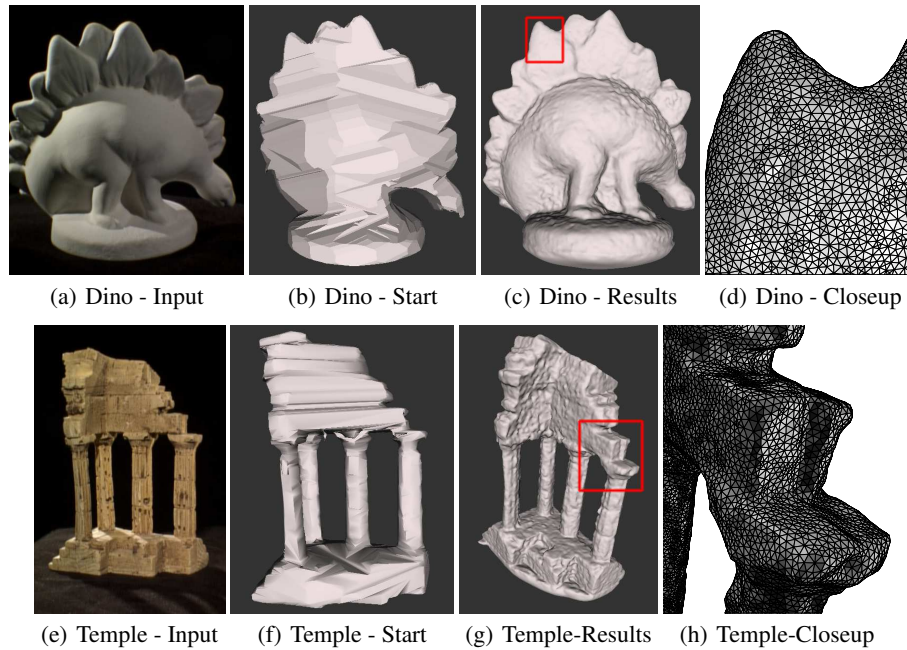 (a) Dino - Input
(b) Dino - Start
(c) Dino - Results
(d) Dino - Closeup
(e) Temple - Input
(f) Temple - Start
(g) Temple-Results
(h) Temple-Closeup